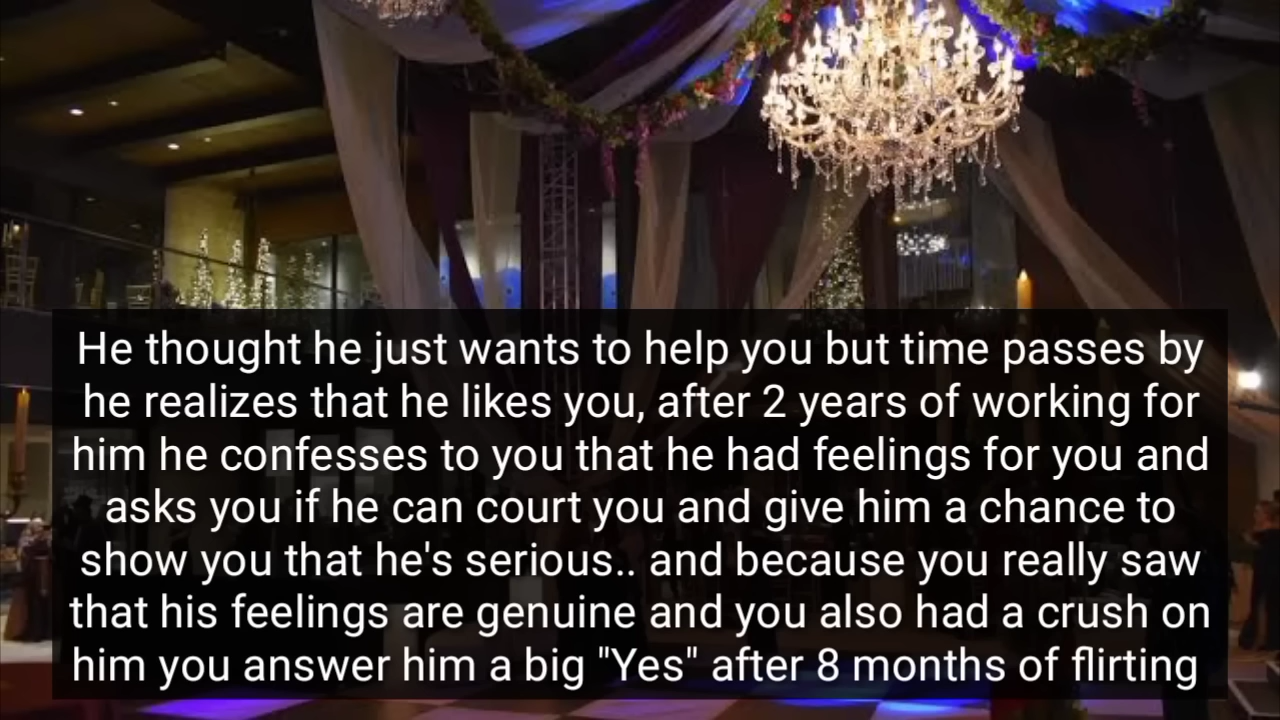 He thought he just wants to help you but time passes by
he realizes that he likes you, after 2 years of working for
him he confesses to you that he had feelings for you and
asks you if he can court you and give him a chance to
show you that he's serious.. and because you really saw
that his feelings are genuine and you also had a crush on
him you answer him a big "Yes" after 8 months of flirting